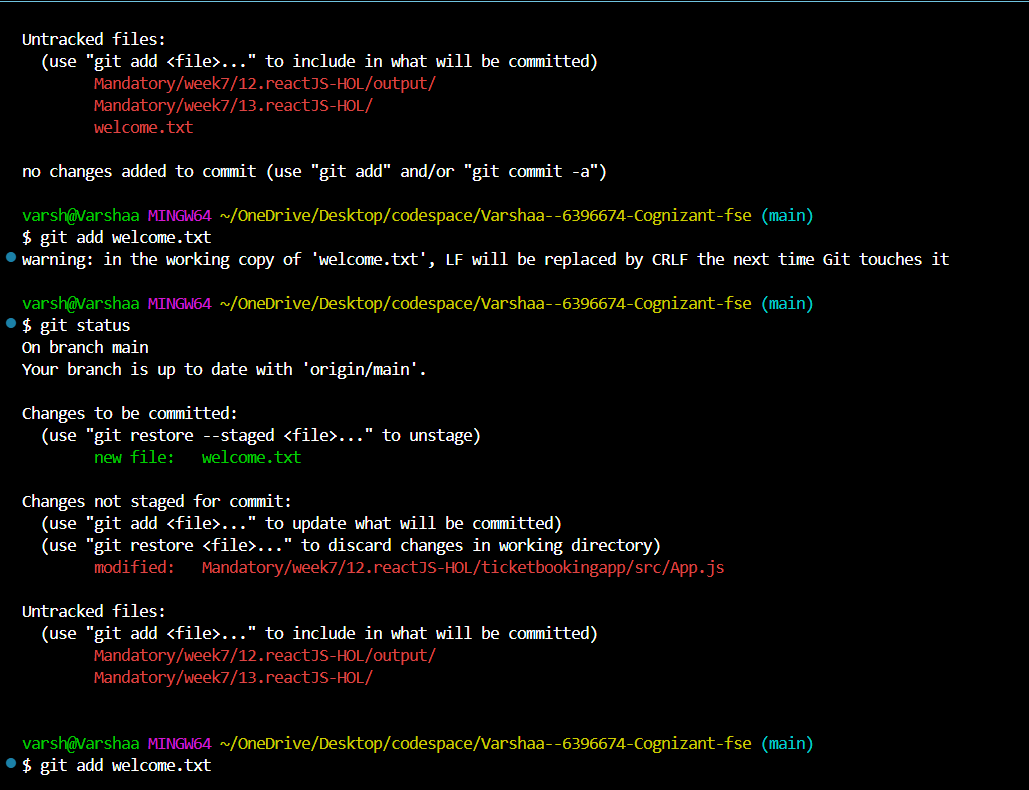 Untracked files:
  (use "git add <file>..." to include in what will be committed)
        Mandatory/week7/12.reactJS-HOL/output/
        Mandatory/week7/13.reactJS-HOL/
        welcome.txt

no changes added to commit (use "git add" and/or "git commit -a")

varsh@Varshaa MINGW64 ~/OneDrive/Desktop/codespace/Varshaa--6396674-Cognizant-fse (main)
$ git add welcome.txt
warning: in the working copy of 'welcome.txt', LF will be replaced by CRLF the next time Git touches it

varsh@Varshaa MINGW64 ~/OneDrive/Desktop/codespace/Varshaa--6396674-Cognizant-fse (main)
$ git status
On branch main
Your branch is up to date with 'origin/main'.

Changes to be committed:
  (use "git restore --staged <file>..." to unstage)
        new file:   welcome.txt

Changes not staged for commit:
  (use "git add <file>..." to update what will be committed)
  (use "git restore <file>..." to discard changes in working directory)
        modified:   Mandatory/week7/12.reactJS-HOL/ticketbookingapp/src/App.js

Untracked files:
  (use "git add <file>..." to include in what will be committed)
        Mandatory/week7/12.reactJS-HOL/output/
        Mandatory/week7/13.reactJS-HOL/

varsh@Varshaa MINGW64 ~/OneDrive/Desktop/codespace/Varshaa--6396674-Cognizant-fse (main)
$ git add welcome.txt